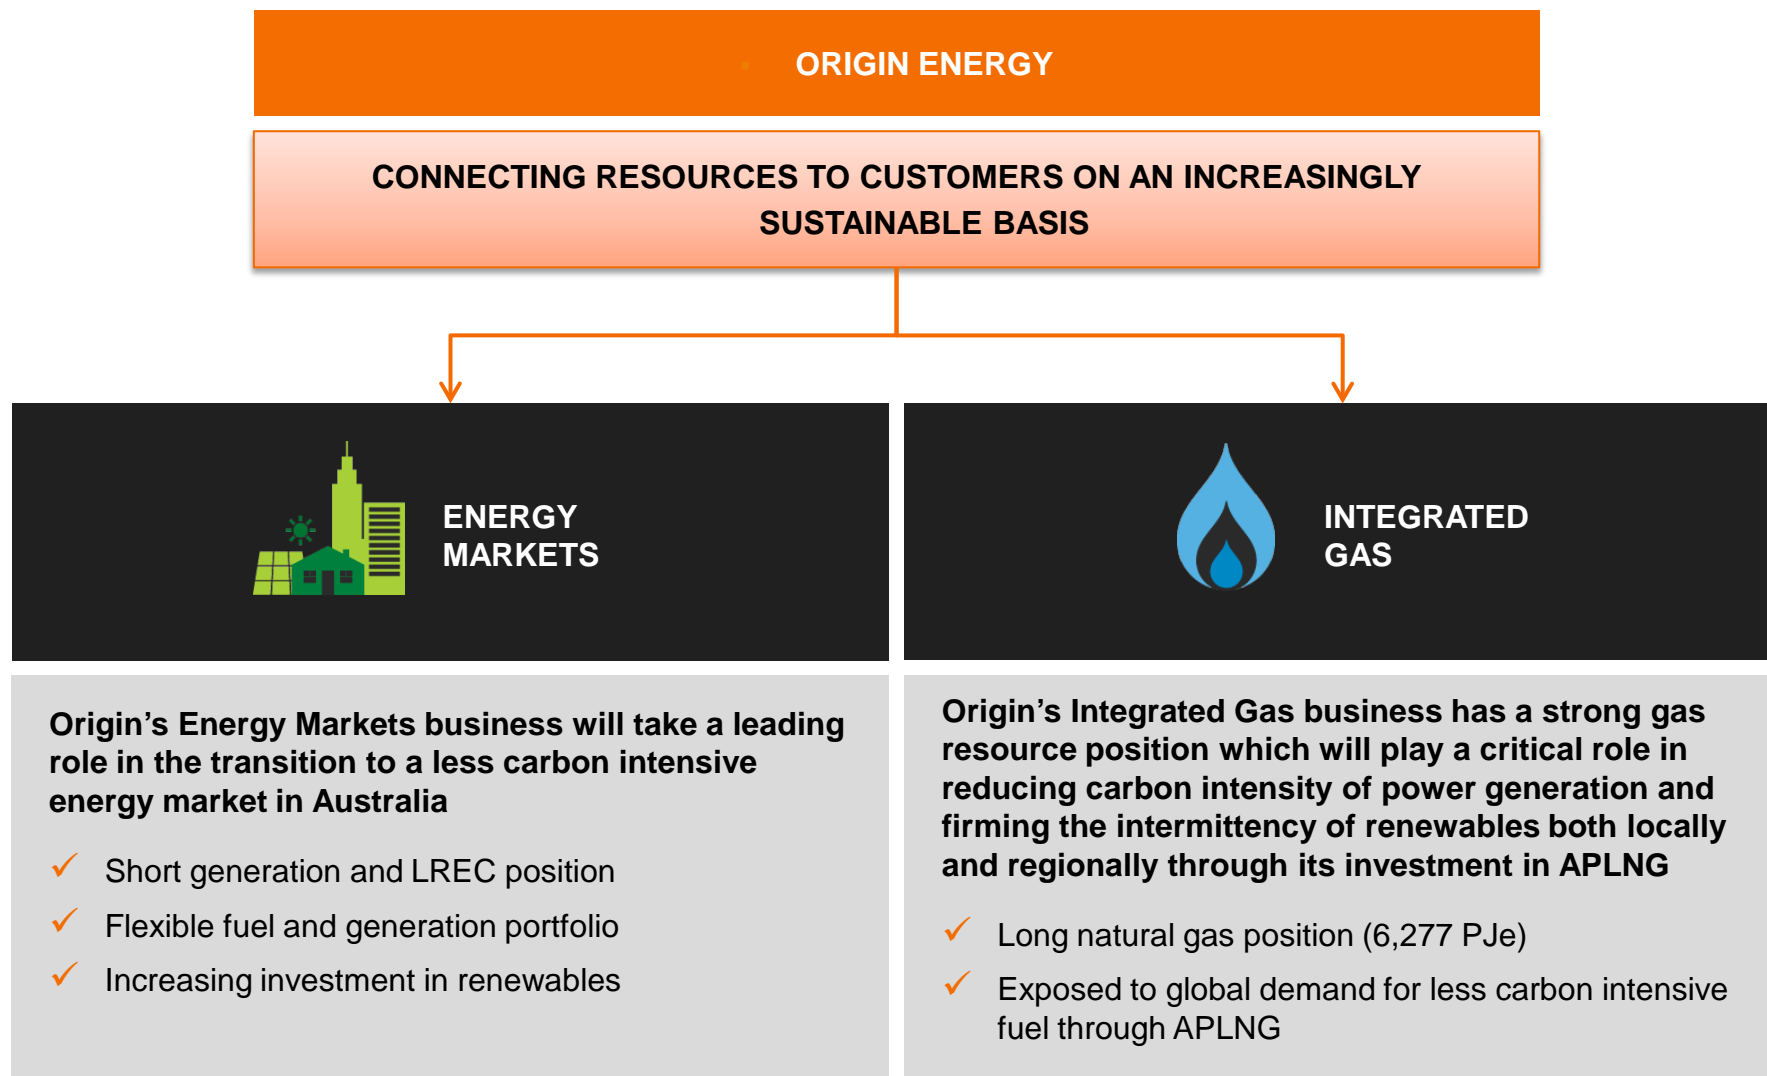 ORIGIN ENERGY
CONNECTING RESOURCES TO CUSTOMERS ON AN INCREASINGLY
SUSTAINABLE BASIS
ENERGY
MARKETS
Origin’s Energy Markets business will take a leading
role in the transition to a less carbon intensive
energy market in Australia
✓ Short generation and LREC position
✓ Flexible fuel and generation portfolio
✓ Increasing investment in renewables
INTEGRATED
GAS
Origin’s Integrated Gas business has a strong gas
resource position which will play a critical role in
reducing carbon intensity of power generation and
firming the intermittency of renewables both locally
and regionally through its investment in APLNG
✓ Long natural gas position (6,277 PJe)
✓ Exposed to global demand for less carbon intensive
fuel through APLNG